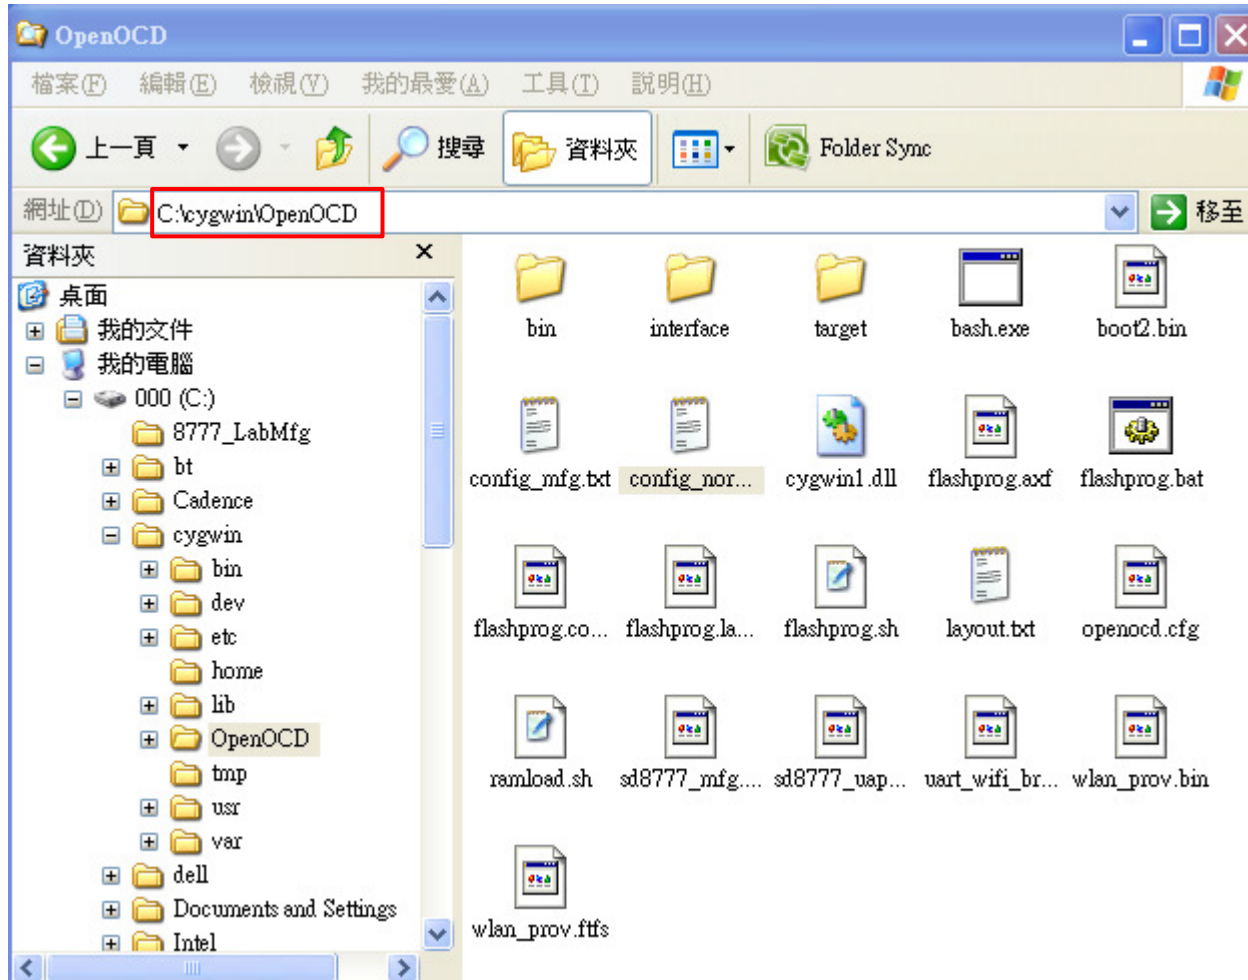 OpenOCD
檔案(F) 編輯(E) 檢視(V) 我的最愛(A) 工具(T) 說明(H)
上一頁 搜尋 資料夾 Folder Sync
網址(D) C:\cygwin\OpenOCD 移至
資料夾
桌面
我的文件
我的電腦
000 (C:)
8777_LabMfg
bt
Cadence
cygwin
bin
dev
etc
home
lib
OpenOCD
tmp
usr
var
dell
Documents and Settings
Intel
bin interface target bash.exe boot2.bin
config_mfg.txt config_nor... cygwin1.dll flashprog.axf flashprog.bat
flashprog.co... flashprog.la... flashprog.sh layout.txt openocd.cfg
ramload.sh sd8777_mfg.... sd8777_uap... uart_wifi_br... wlan_prov.bin
wlan_prov.ftfs